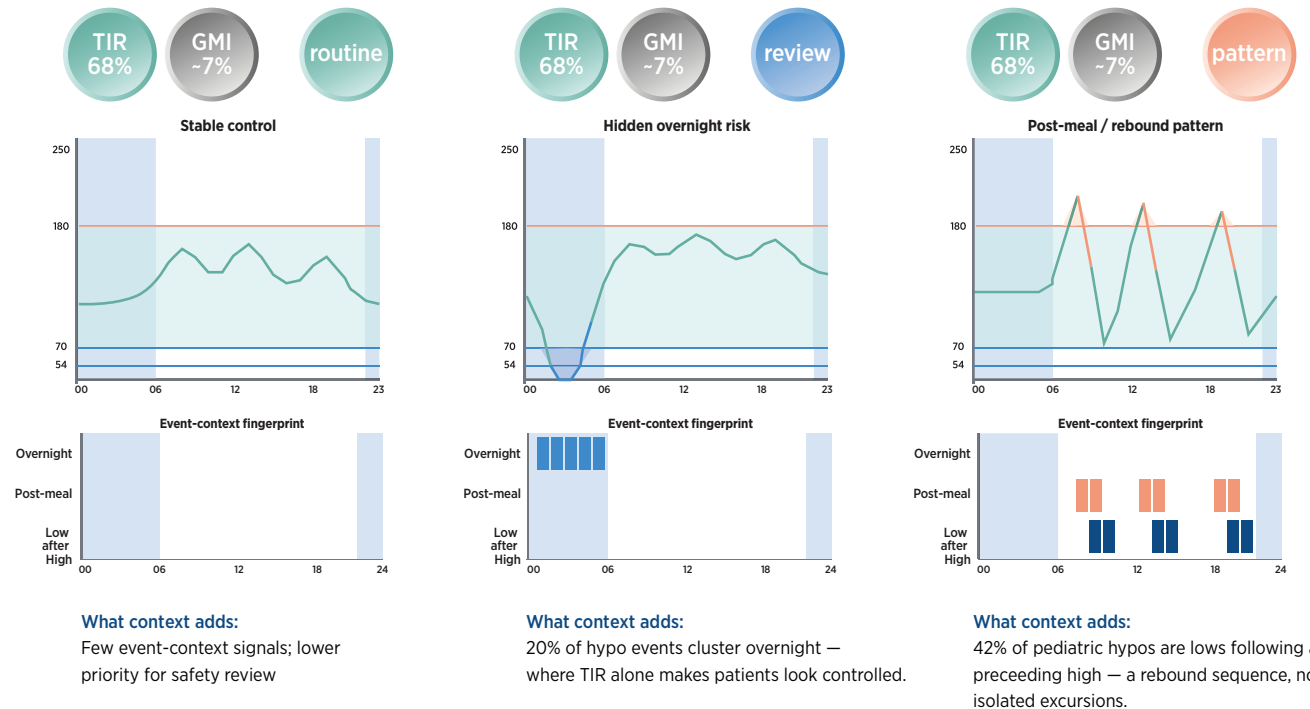 TIR
68%
GMI
~7%
routine
Stable control
250
180
70
54
00 06 12 18 23
Event-context fingerprint
Overnight
Post-meal
Low
after
High
00 06 12 18 24
What context adds:
Few event-context signals; lower
priority for safety review
TIR
68%
GMI
~7%
review
Hidden overnight risk
250
180
70
54
00 06 12 18 23
Event-context fingerprint
Overnight
Post-meal
Low
after
High
00 06 12 18 24
What context adds:
20% of hypo events cluster overnight —
where TIR alone makes patients look controlled.
TIR
68%
GMI
~7%
pattern
Post-meal / rebound pattern
250
180
70
54
00 06 12 18 23
Event-context fingerprint
Overnight
Post-meal
Low
after
High
00 06 12 18 24
What context adds:
42% of pediatric hypos are lows following
preceeding high — a rebound sequence,
isolated excursions.